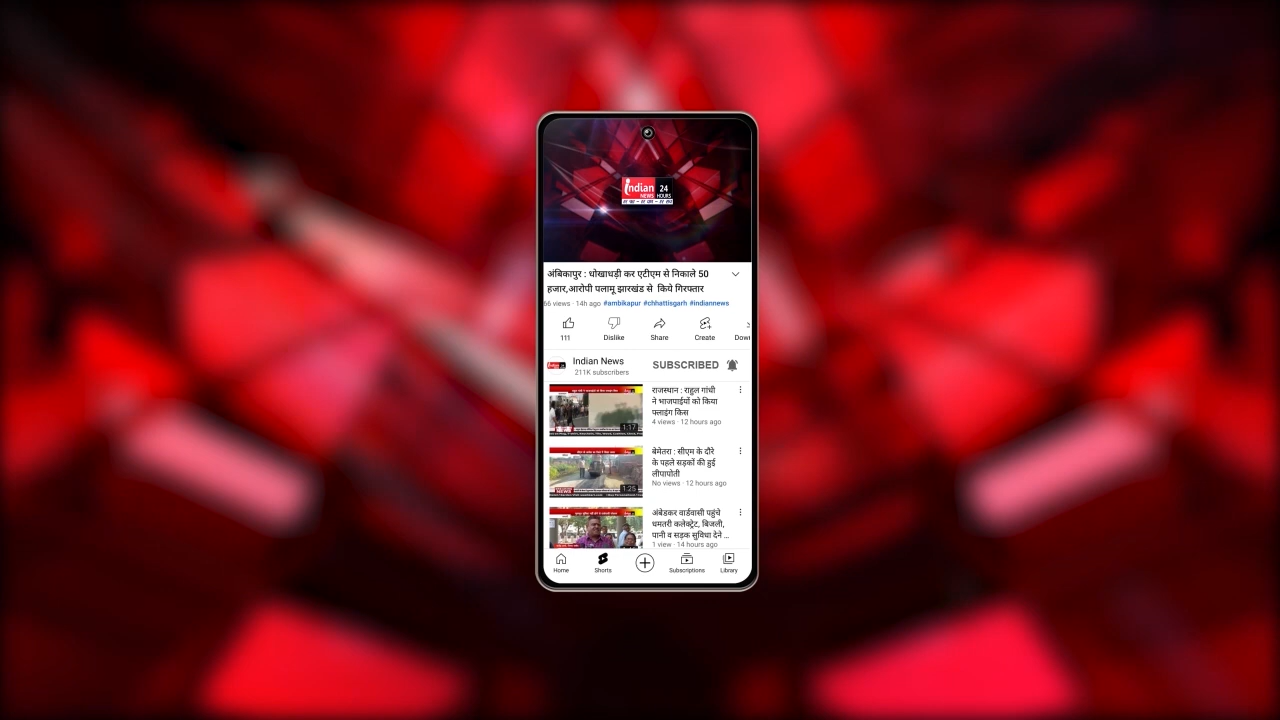 indian 24
NEWS HOURS
अंबिकापुर : धोखाधड़ी कर एटीएम से निकाले 50
हजार,आरोपी पलामू झारखंड से किये गिरफ्तार
66 views · 14h ago #ambikapur #chhattisgarh #indiannews
111 Dislike Share Create Dow
Indian News
211K subscribers
SUBSCRIBED
राजस्थान : राहुल गांधी
ने भाजपाईयों को किया
फ्लाइंग किस
4 views · 12 hours ago
1:17
बेमेतरा : सीएम के दौरे
के पहले सड़कों की हुई
लीपापोती
No views · 12 hours ago
1:25
अंबेडकर वार्डवासी पहुंचे
धमतरी कलेक्ट्रेट, बिजली,
पानी व सड़क सुविधा देने ...
1 view · 14 hours ago
Home Shorts Subscriptions Library